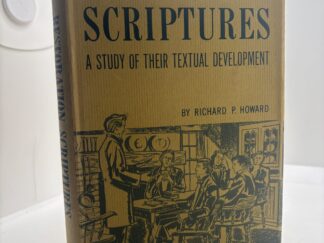 SCRIPTURES
A STUDY OF THEIR TEXTUAL DEVELOPMENT
BY RICHARD P. HOWARD
RESTORATION SCRIPTURES